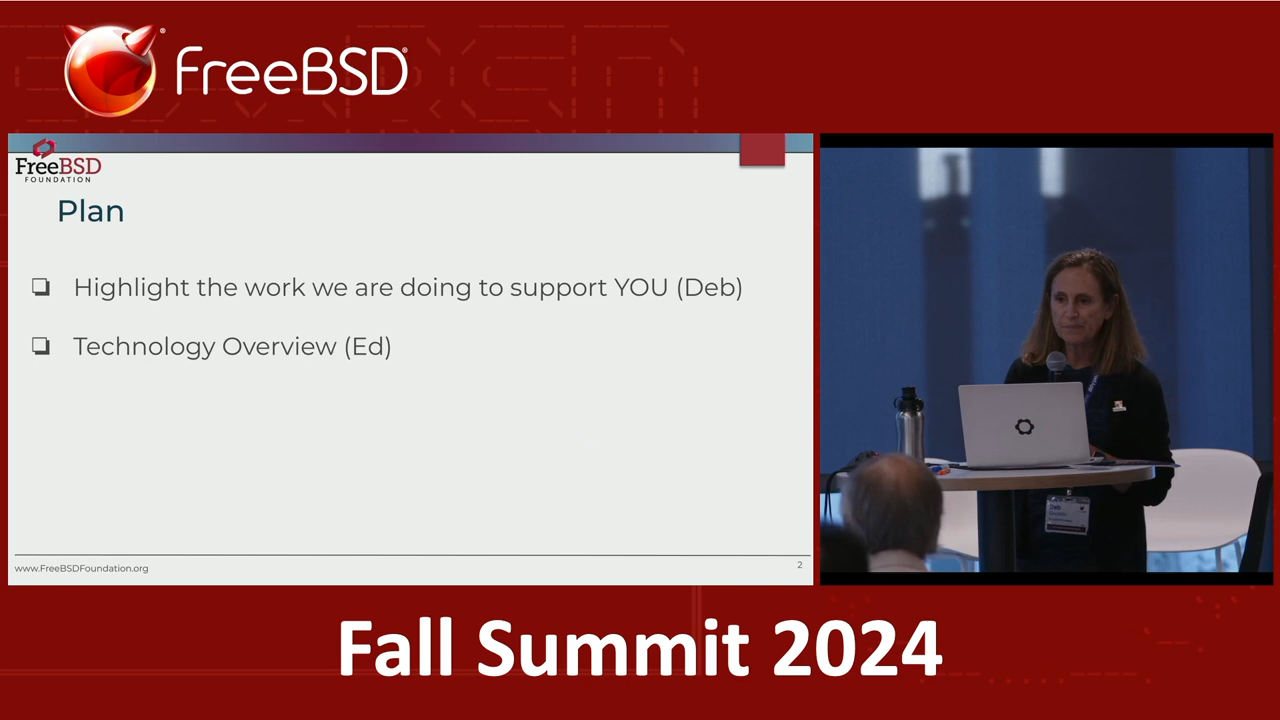 FreeBSD®
FreeBSD
FOUNDATION
Plan
❏ Highlight the work we are doing to support YOU (Deb)
❏ Technology Overview (Ed)
www.FreeBSDFoundation.org
2
Deb
Fall Summit 2024